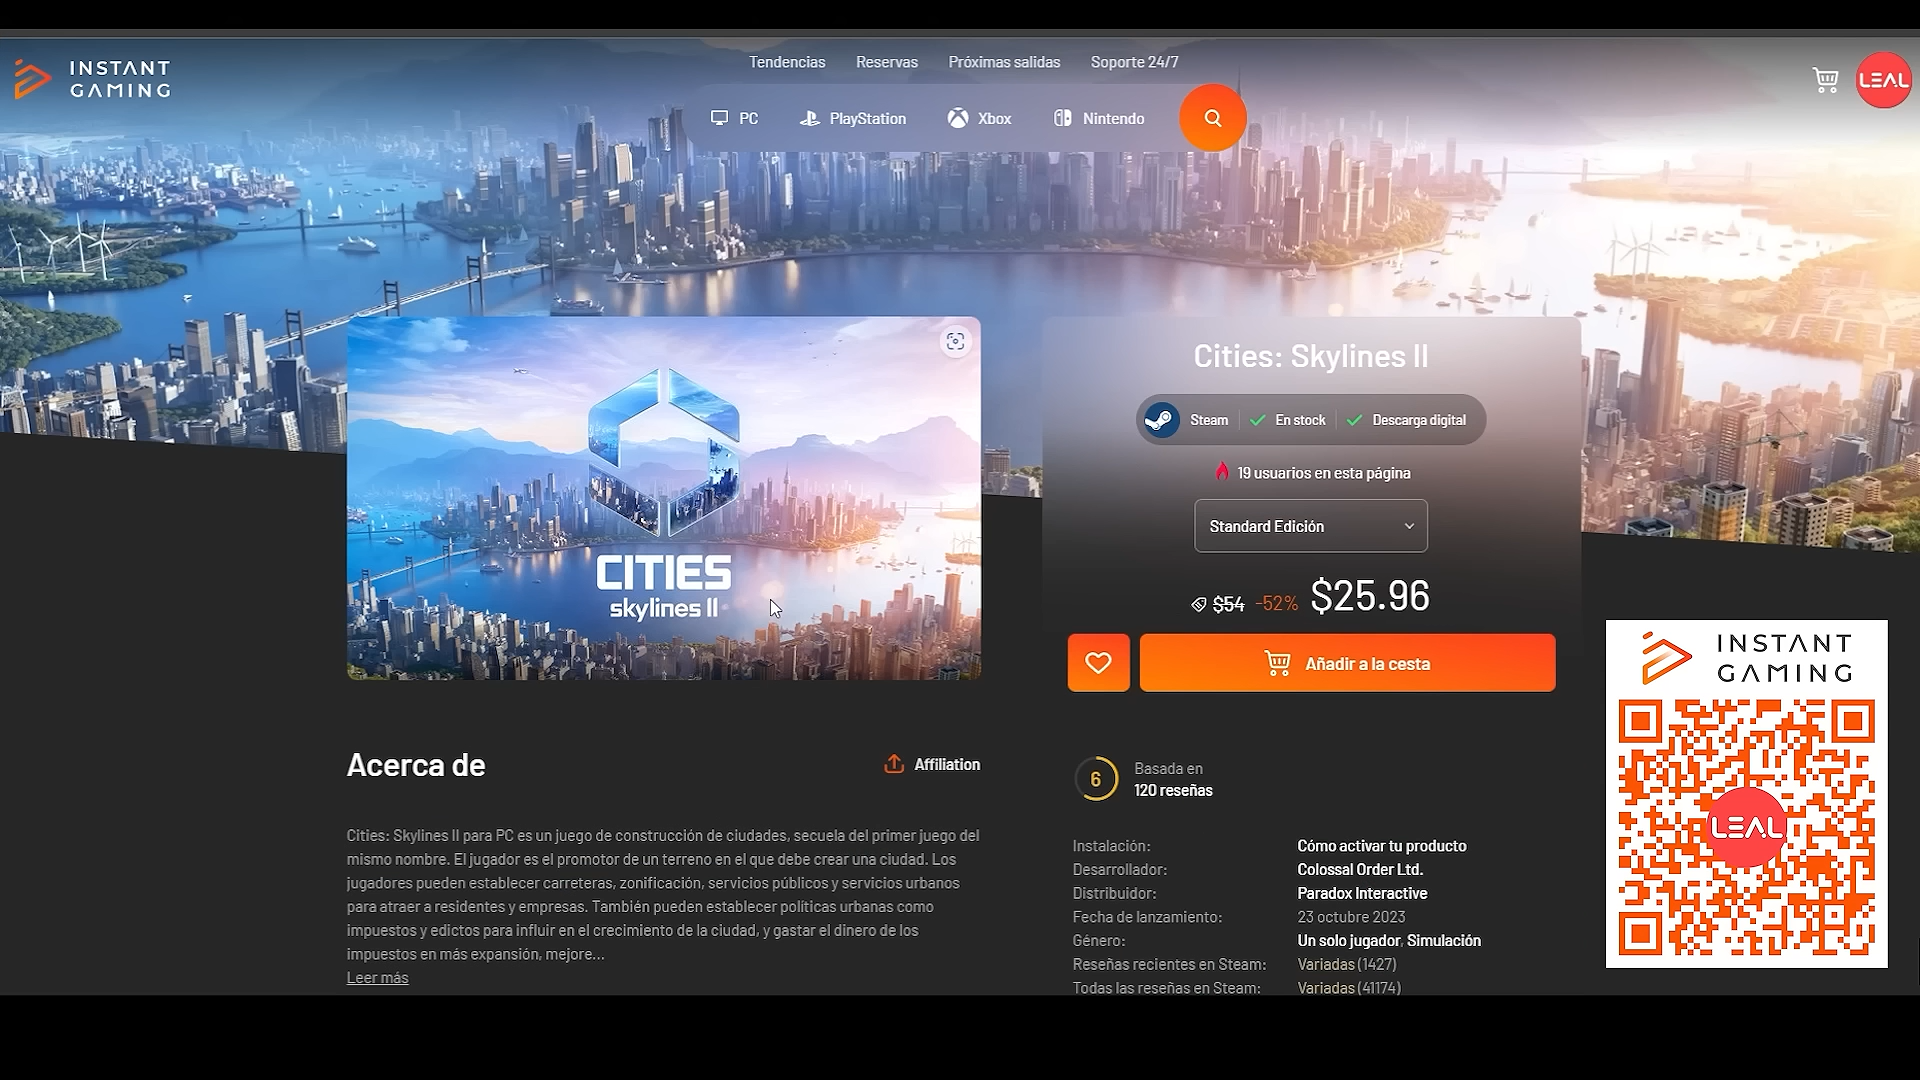 INSTANT
GAMING
Tendencias
Reservas
Próximas salidas
Soporte 24/7
LEAL
PC
PlayStation
Xbox
Nintendo
CITIES
skylines II
Cities: Skylines II
Steam
En stock
Descarga digital
19 usuarios en esta página
Standard Edición
$54 -52% $25.96
Añadir a la cesta
Acerca de
Affiliation
Cities: Skylines II para PC es un juego de construcción de ciudades, secuela del primer juego del
mismo nombre. El jugador es el promotor de un terreno en el que debe crear una ciudad. Los
jugadores pueden establecer carreteras, zonificación, servicios públicos y servicios urbanos
para atraer a residentes y empresas. También pueden establecer políticas urbanas como
impuestos y edictos para influir en el crecimiento de la ciudad, y gastar el dinero de los
impuestos en más expansión, mejore...
Leer más
6
Basada en
120 reseñas
Instalación: Cómo activar tu producto
Desarrollador: Colossal Order Ltd.
Distribuidor: Paradox Interactive
Fecha de lanzamiento: 23 octubre 2023
Género: Un solo jugador, Simulación
Reseñas recientes en Steam: Variadas (1427)
Todas las reseñas en Steam: Variadas (41174)
INSTANT
GAMING
LEAL